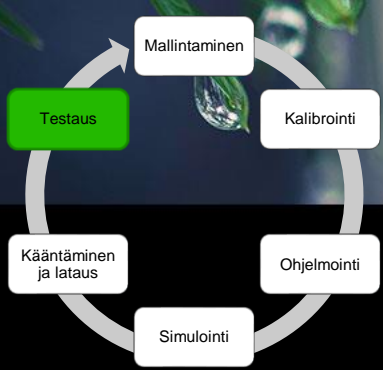 Mallintaminen
Kalibrointi
Ohjelmointi
Simulointi
Kääntäminen
ja lataus
Testaus